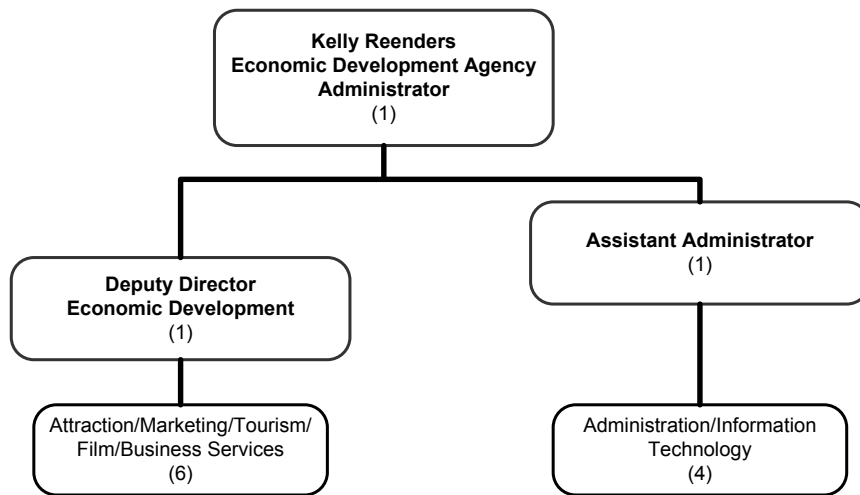 Kelly Reenders
Economic Development Agency
Administrator
(1)
Assistant Administrator
(1)
Deputy Director
Economic Development
(1)
Attraction/Marketing/Tourism/
Film/Business Services
(6)
Administration/Information
Technology
(4)